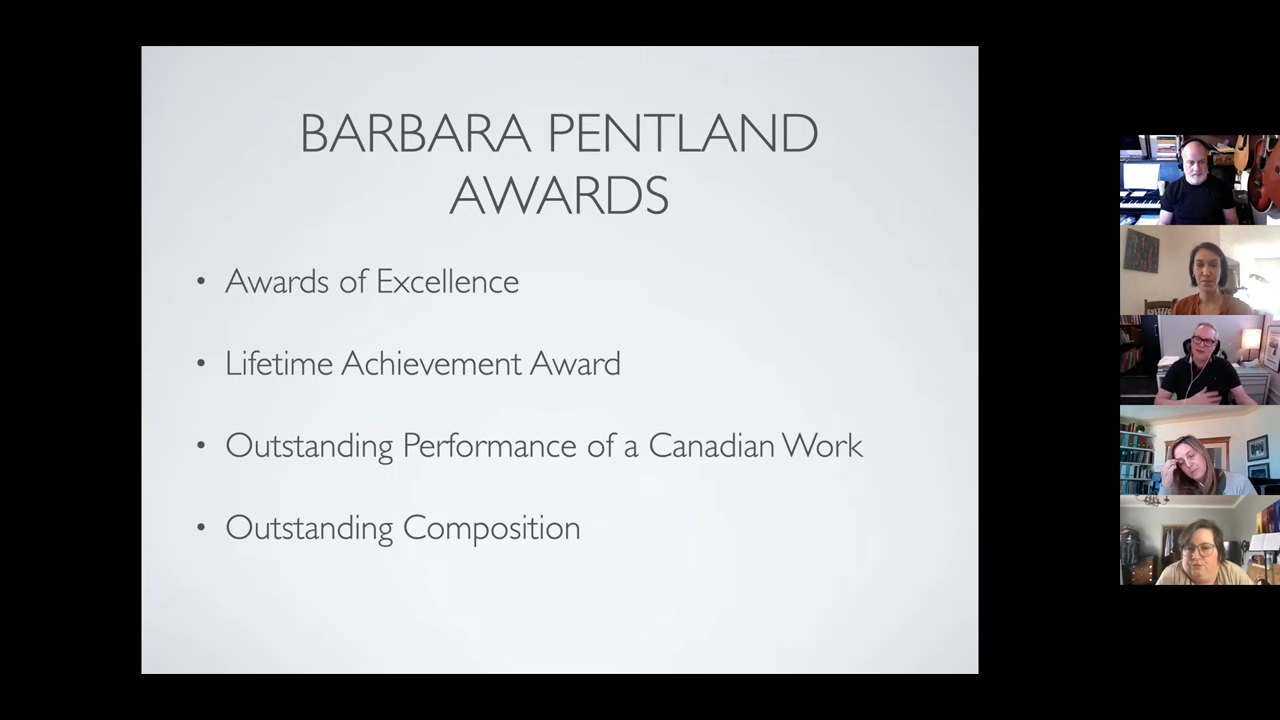 BARBARA PENTLAND
AWARDS
• Awards of Excellence
• Lifetime Achievement Award
• Outstanding Performance of a Canadian Work
• Outstanding Composition